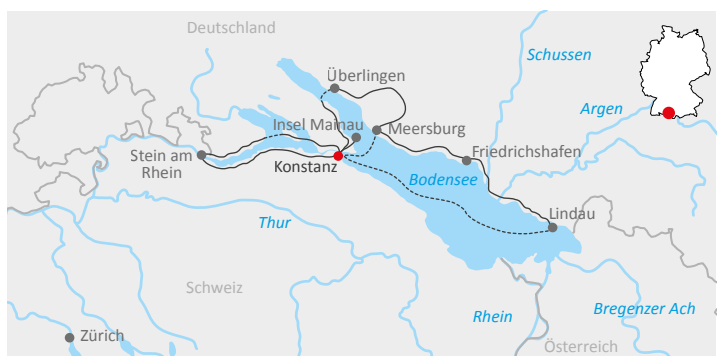 Deutschland
Schussen
Überlingen
Argen
Insel Mainau
Meersburg
Stein am
Rhein
Konstanz
Friedrichshafen
Bodensee
Lindau
Thur
Schweiz
Rhein
Bregenzer Ach
Zürich
Österreich